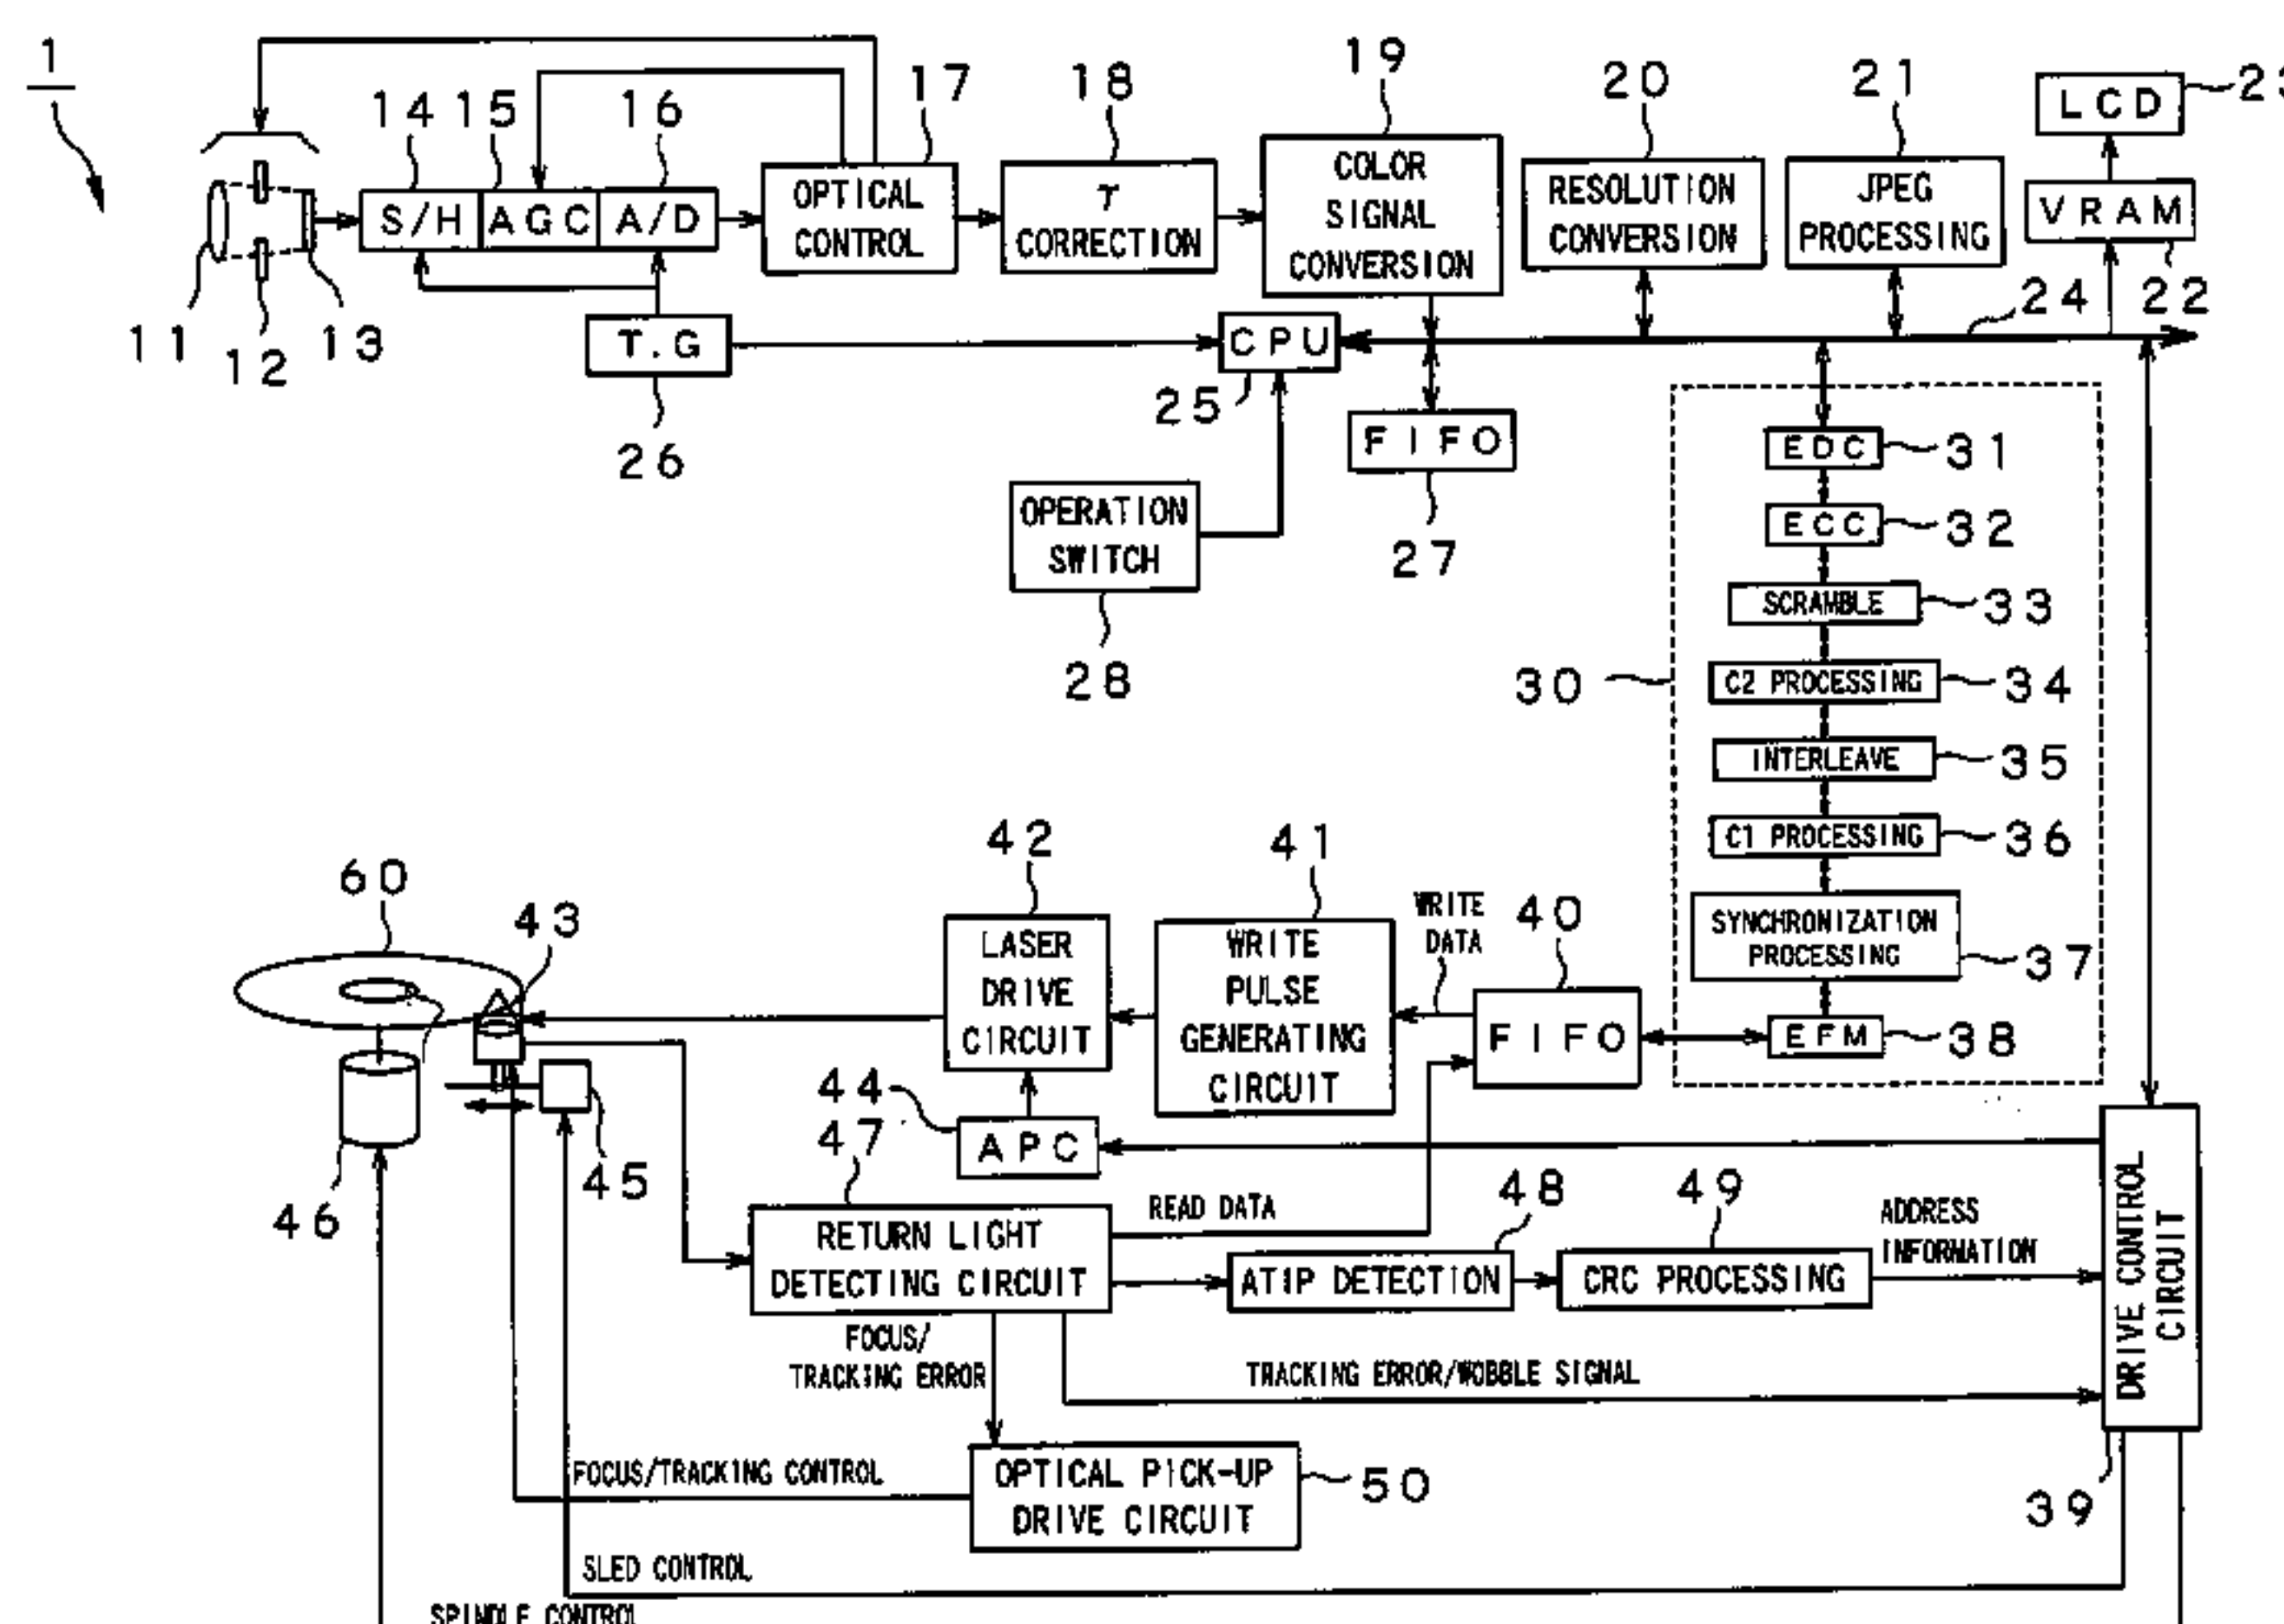 1
14
15
16
17
18
19
20
21
LCD
S/H
AGC
A/D
OPTICAL
CONTROL
γ
CORRECTION
COLOR
SIGNAL
CONVERSION
RESOLUTION
CONVERSION
JPEG
PROCESSING
VRAM
11
12
13
T.G
CPU
24
22
25
26
FIFO
27
OPERATION
SWITCH
28
EDC
31
ECC
32
SCRAMBLE
33
30
C2 PROCESSING
34
INTERLEAVE
35
C1 PROCESSING
36
SYNCHRONIZATION
PROCESSING
37
EFM
38
60
43
42
41
40
LASER
DRIVE
CIRCUIT
WRITE
PULSE
GENERATING
CIRCUIT
WRITE
DATA
FIFO
44
APC
47
45
46
RETURN LIGHT
DETECTING CIRCUIT
READ DATA
48
ATIP DETECTION
49
CRC PROCESSING
ADDRESS
INFORMATION
DRIVE CONTROL
CIRCUIT
FOCUS/
TRACKING ERROR
TRACKING ERROR/WOBBLE SIGNAL
FOCUS/TRACKING CONTROL
OPTICAL PICK-UP
DRIVE CIRCUIT
50
39
SLED CONTROL
SPINDLE CONTROL